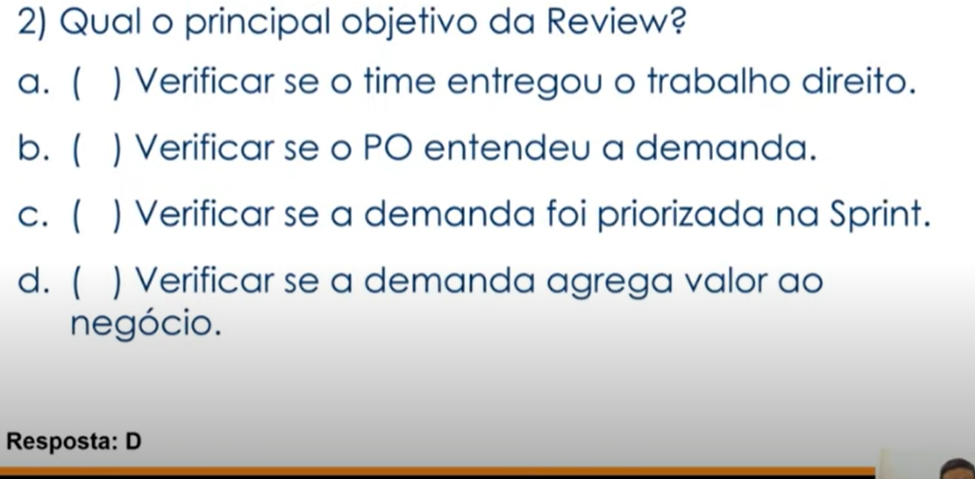 2) Qual o principal objetivo da Review?
a. ( ) Verificar se o time entregou o trabalho direito.
b. ( ) Verificar se o PO entendeu a demanda.
c. ( ) Verificar se a demanda foi priorizada na Sprint.
d. ( ) Verificar se a demanda agrega valor ao
negócio.
Resposta: D